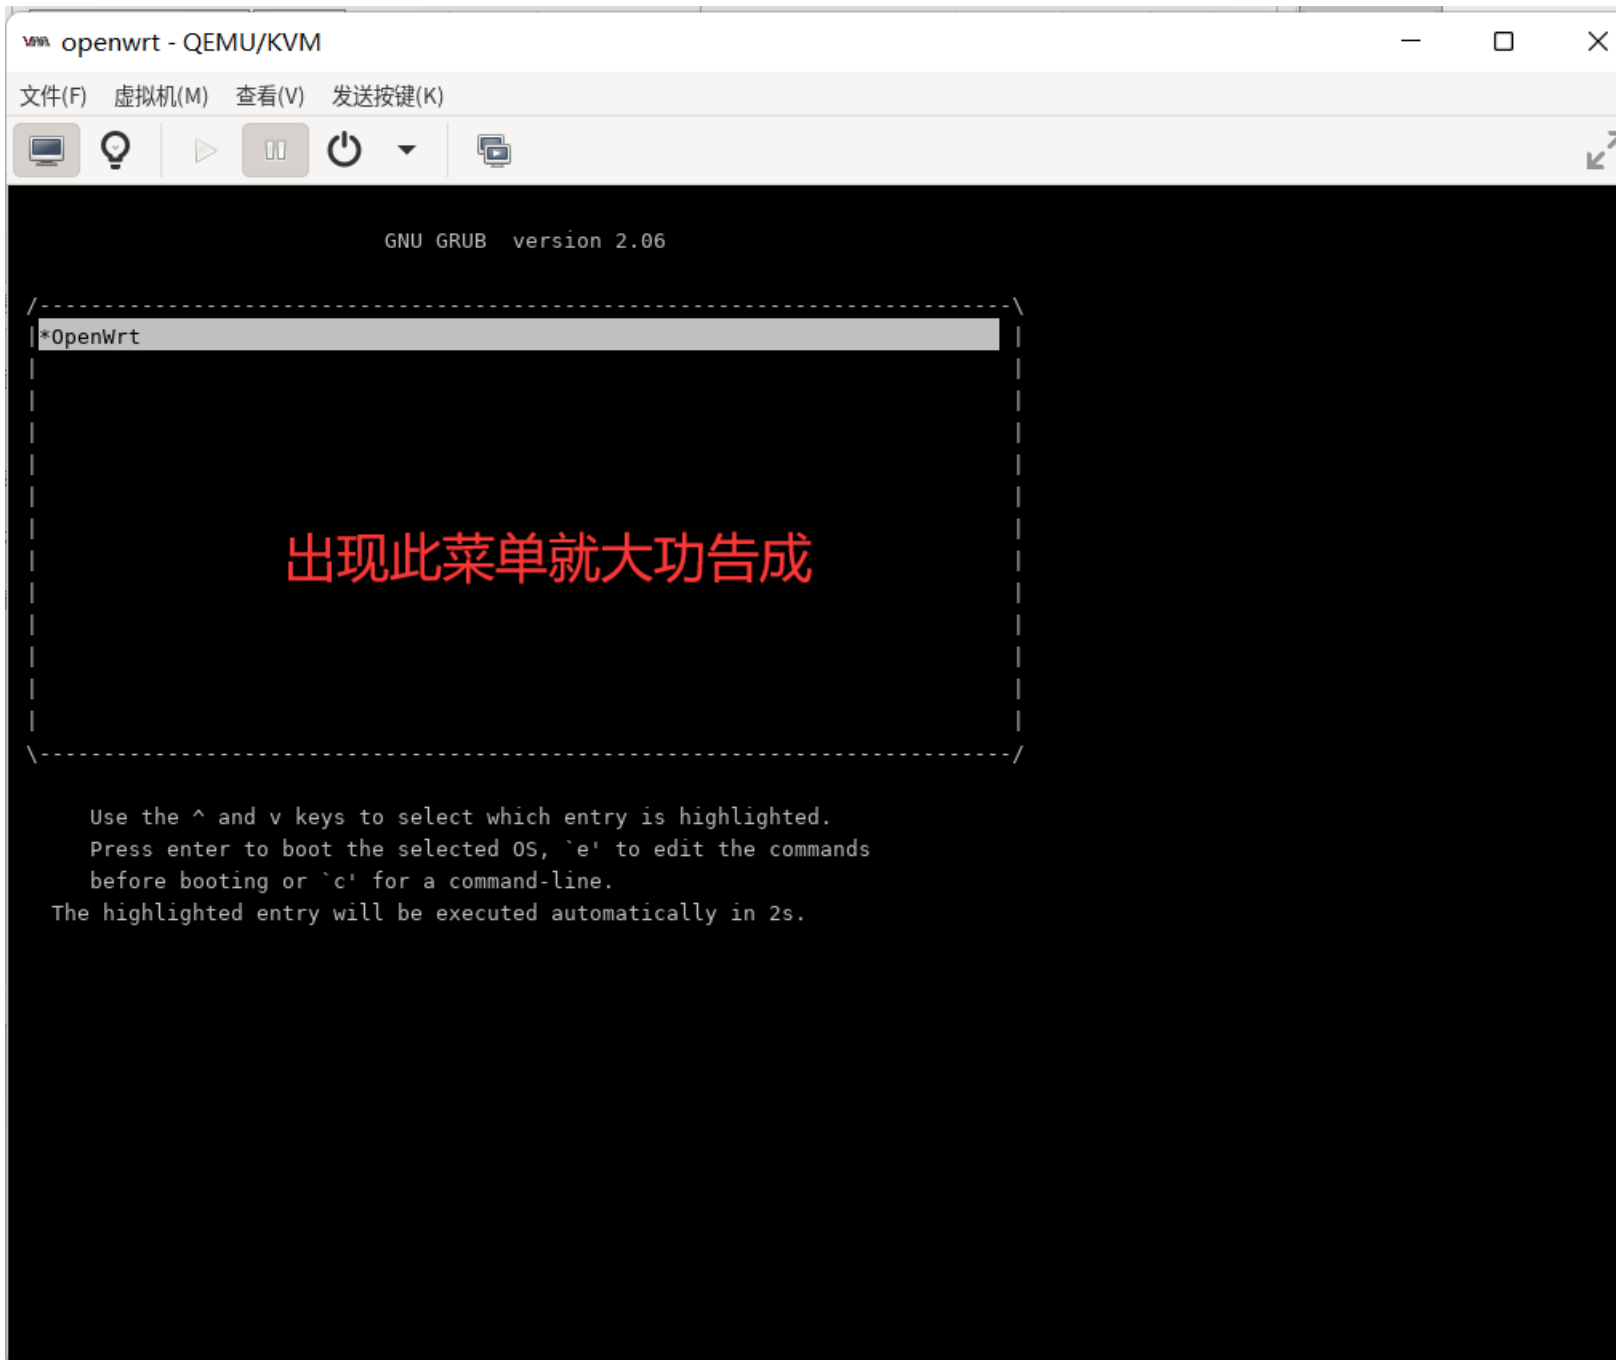 openwrt - QEMU/KVM
文件(F) 虚拟机(M) 查看(V) 发送按键(K)
GNU GRUB  version 2.06
/----------------------------------------------------------------------------\
|*OpenWrt |
出现此菜单就大功告成
\----------------------------------------------------------------------------/
Use the ^ and v keys to select which entry is highlighted.
Press enter to boot the selected OS, `e' to edit the commands
before booting or `c' for a command-line.
The highlighted entry will be executed automatically in 2s.